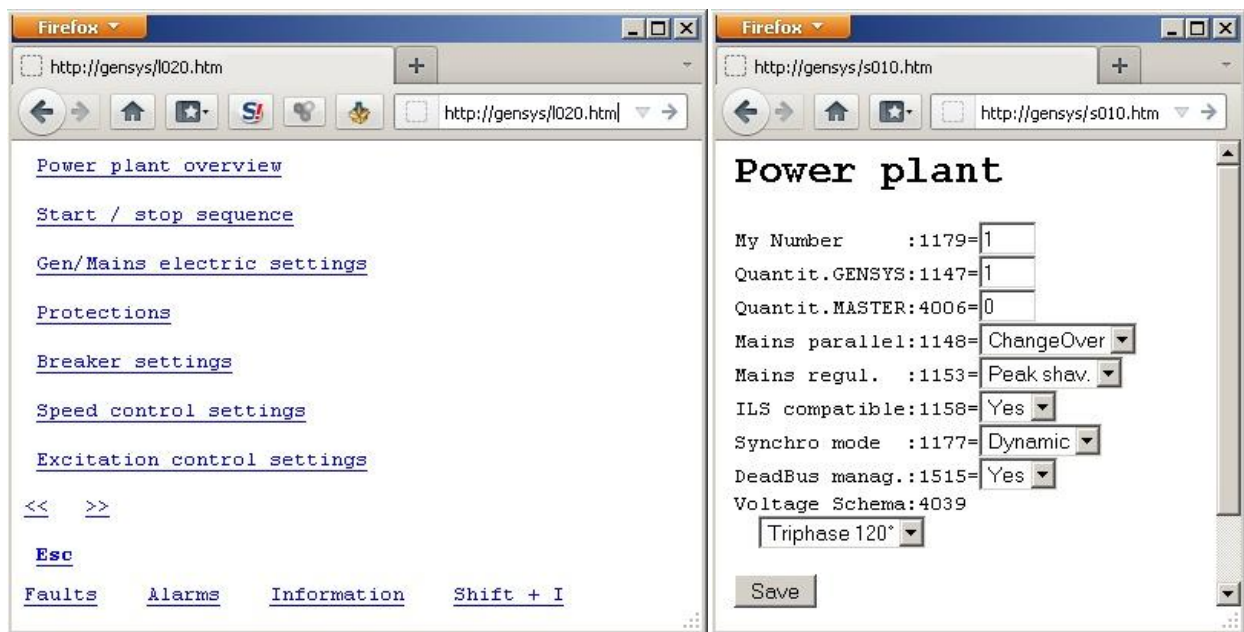 Firefox
http://gensys/l020.htm
http://gensys/l020.htm
Power plant overview
Start / stop sequence
Gen/Mains electric settings
Protections
Breaker settings
Speed control settings
Excitation control settings
<< >>
Esc
Faults Alarms Information Shift + I
Firefox
http://gensys/s010.htm
http://gensys/s010.htm
Power plant
My Number :1179=1
Quantit.GENSYS:1147=1
Quantit.MASTER:4006=0
Mains parallel:1148= ChangeOver
Mains regul. :1153= Peak shav.
ILS compatible:1158= Yes
Synchro mode :1177= Dynamic
DeadBus manag.:1515= Yes
Voltage Schema:4039
Triphase 120°
Save